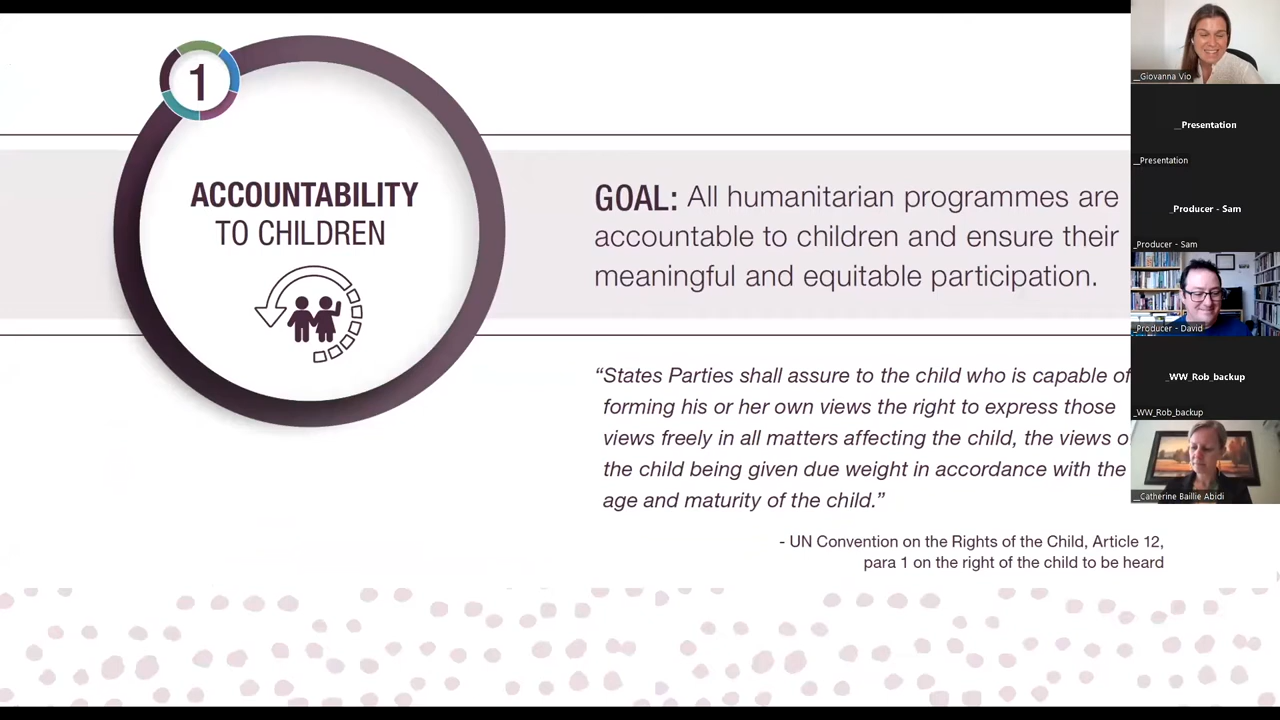 1
ACCOUNTABILITY
TO CHILDREN
GOAL: All humanitarian programmes are
accountable to children and ensure their
meaningful and equitable participation.
“States Parties shall assure to the child who is capable of
forming his or her own views the right to express those
views freely in all matters affecting the child, the views o
the child being given due weight in accordance with the
age and maturity of the child.”
- UN Convention on the Rights of the Child, Article 12,
para 1 on the right of the child to be heard
__Giovanna Vio
__Presentation
__Presentation
_Producer - Sam
_Producer - Sam
_Producer - David
_WW_Rob_backup
_WW_Rob_backup
__Catherine Baillie Abidi